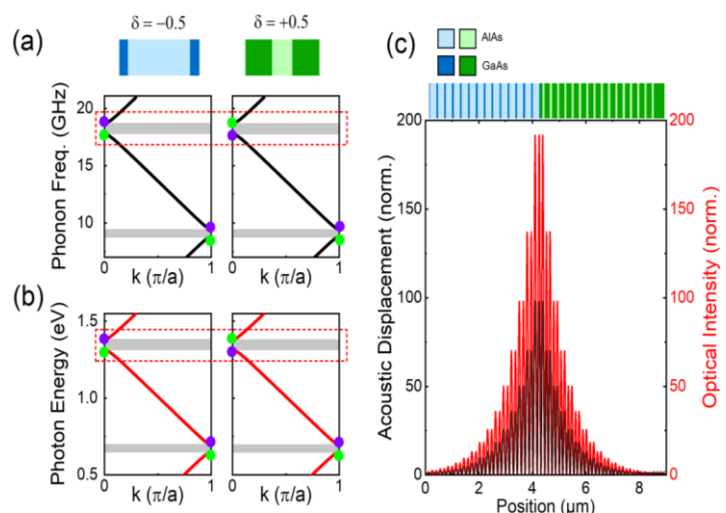 (a)
δ = −0.5
δ = +0.5
Phonon Freq. (GHz)
20
15
10
0
1
0
1
k (π/a)
k (π/a)
(b)
Photon Energy (eV)
1.5
1.0
0.5
0
1
0
1
k (π/a)
k (π/a)
(c)
AlAs
GaAs
Acoustic Displacement (norm.)
200
150
100
50
0
200
150
100
50
0
Optical Intensity (norm.)
0
2
4
6
8
Position (µm)